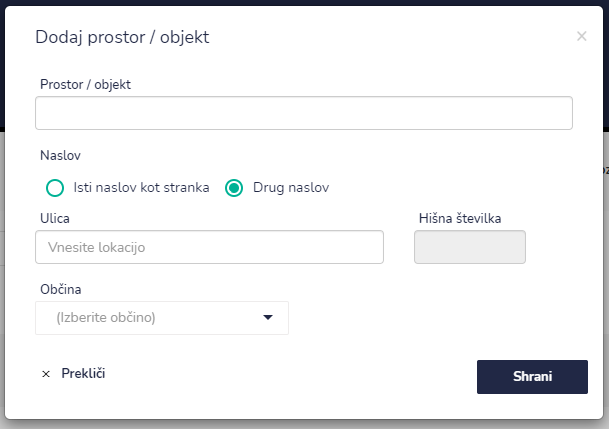 Dodaj prostor / objekt
Prostor / objekt
Naslov
Isti naslov kot stranka Drug naslov
Ulica Hišna številka
Vnesite lokacijo
Občina
(Izberite občino)
Prekliči Shrani